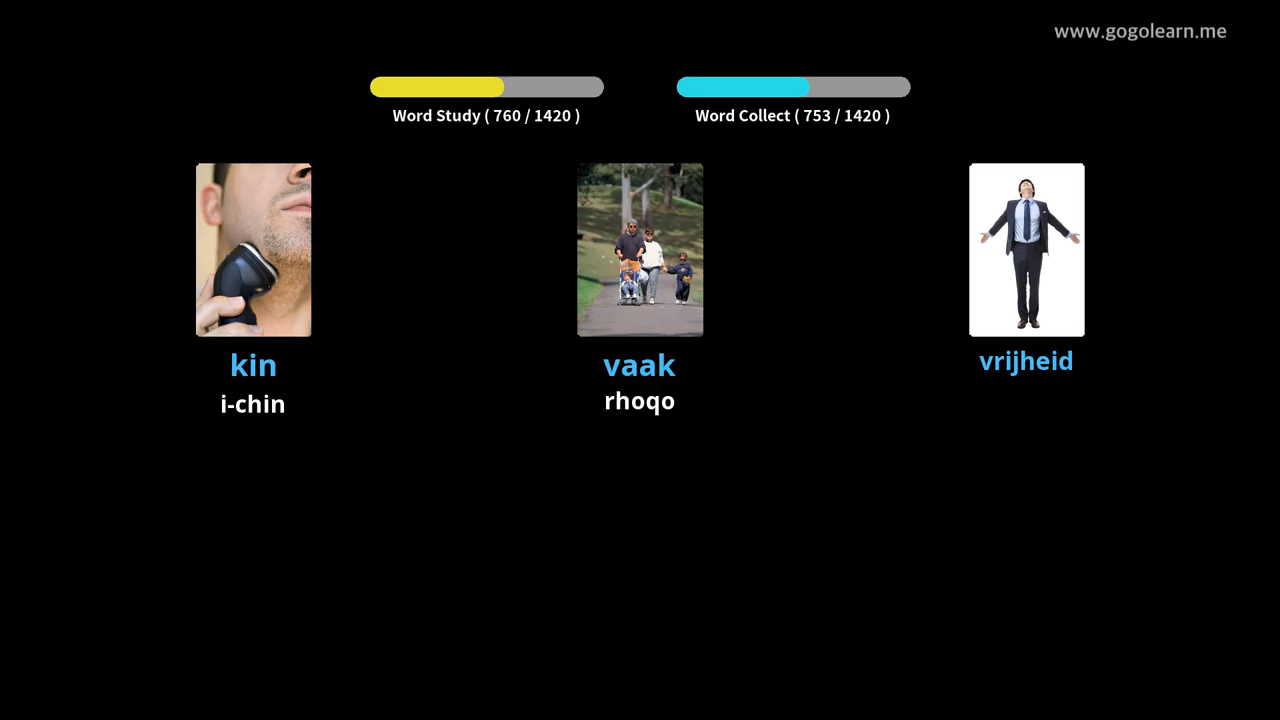 www.gogolearn.me
Word Study ( 760 / 1420 )
Word Collect ( 753 / 1420 )
kin
i-chin
vaak
rhoqo
vrijheid